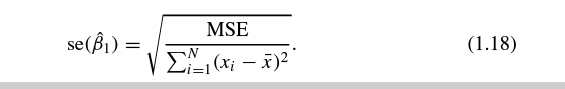 se(β̂₁) = √(MSE / ∑ᵢ₌₁ᴺ (xᵢ − x̄)²). (1.18)